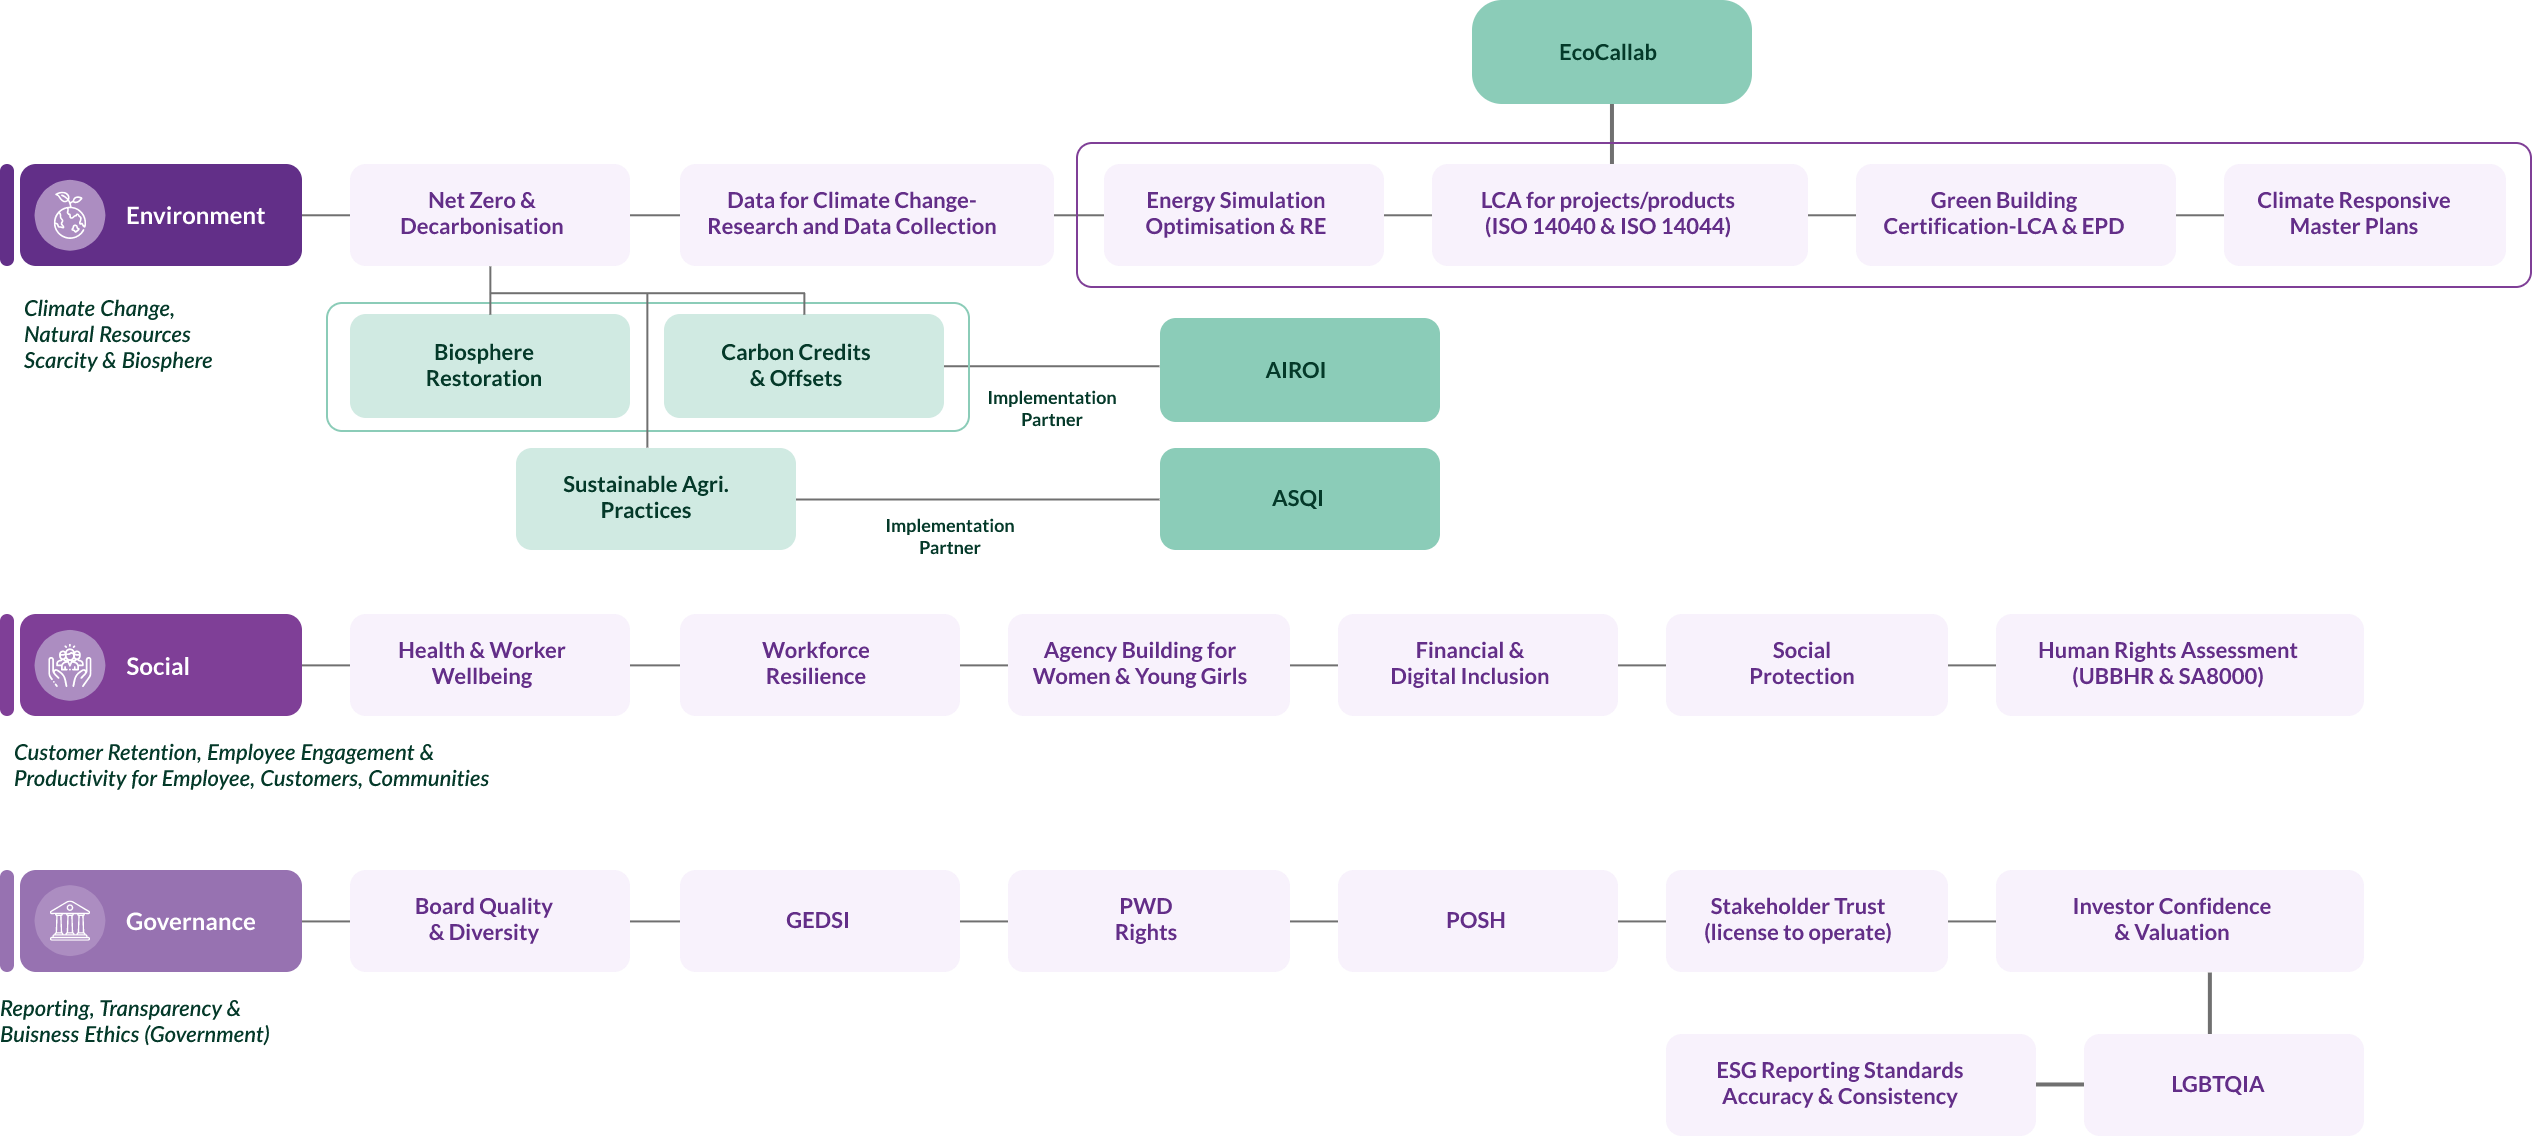 EcoCallab
Environment
Net Zero &
Decarbonisation
Data for Climate Change-
Research and Data Collection
Energy Simulation
Optimisation & RE
LCA for projects/products
(ISO 14040 & ISO 14044)
Green Building
Certification-LCA & EPD
Climate Responsive
Master Plans
Climate Change,
Natural Resources
Scarcity & Biosphere
Biosphere
Restoration
Carbon Credits
& Offsets
Implementation
Partner
AIROI
Sustainable Agri.
Practices
Implementation
Partner
ASQI
Social
Health & Worker
Wellbeing
Workforce
Resilience
Agency Building for
Women & Young Girls
Financial &
Digital Inclusion
Social
Protection
Human Rights Assessment
(UBBHR & SA8000)
Customer Retention, Employee Engagement &
Productivity for Employee, Customers, Communities
Governance
Board Quality
& Diversity
GEDSI
PWD
Rights
POSH
Stakeholder Trust
(license to operate)
Investor Confidence
& Valuation
Reporting, Transparency &
Buisness Ethics (Government)
ESG Reporting Standards
Accuracy & Consistency
LGBTQIA